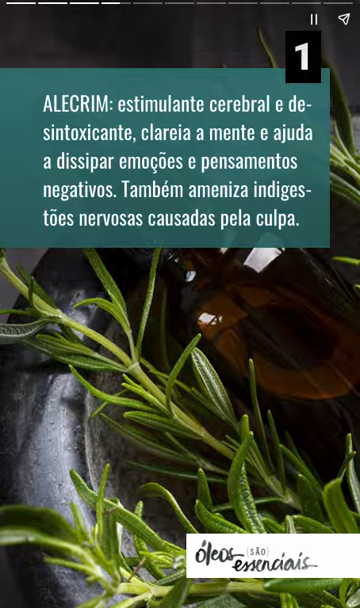 1
ALECRIM: estimulante cerebral e de-
sintoxicante, clareia a mente e ajuda
a dissipar emoções e pensamentos
negativos. Também ameniza indiges-
tões nervosas causadas pela culpa.
óleos (SÃO)
essenciais